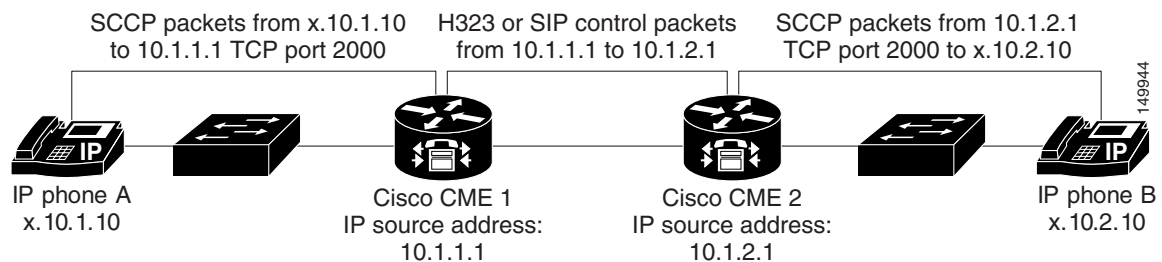 SCCP packets from x.10.1.10
to 10.1.1.1 TCP port 2000
H323 or SIP control packets
from 10.1.1.1 to 10.1.2.1
SCCP packets from 10.1.2.1
TCP port 2000 to x.10.2.10
149944
IP
IP
IP phone A
x.10.1.10
Cisco CME 1
IP source address:
10.1.1.1
Cisco CME 2
IP source address:
10.1.2.1
IP phone B
x.10.2.10